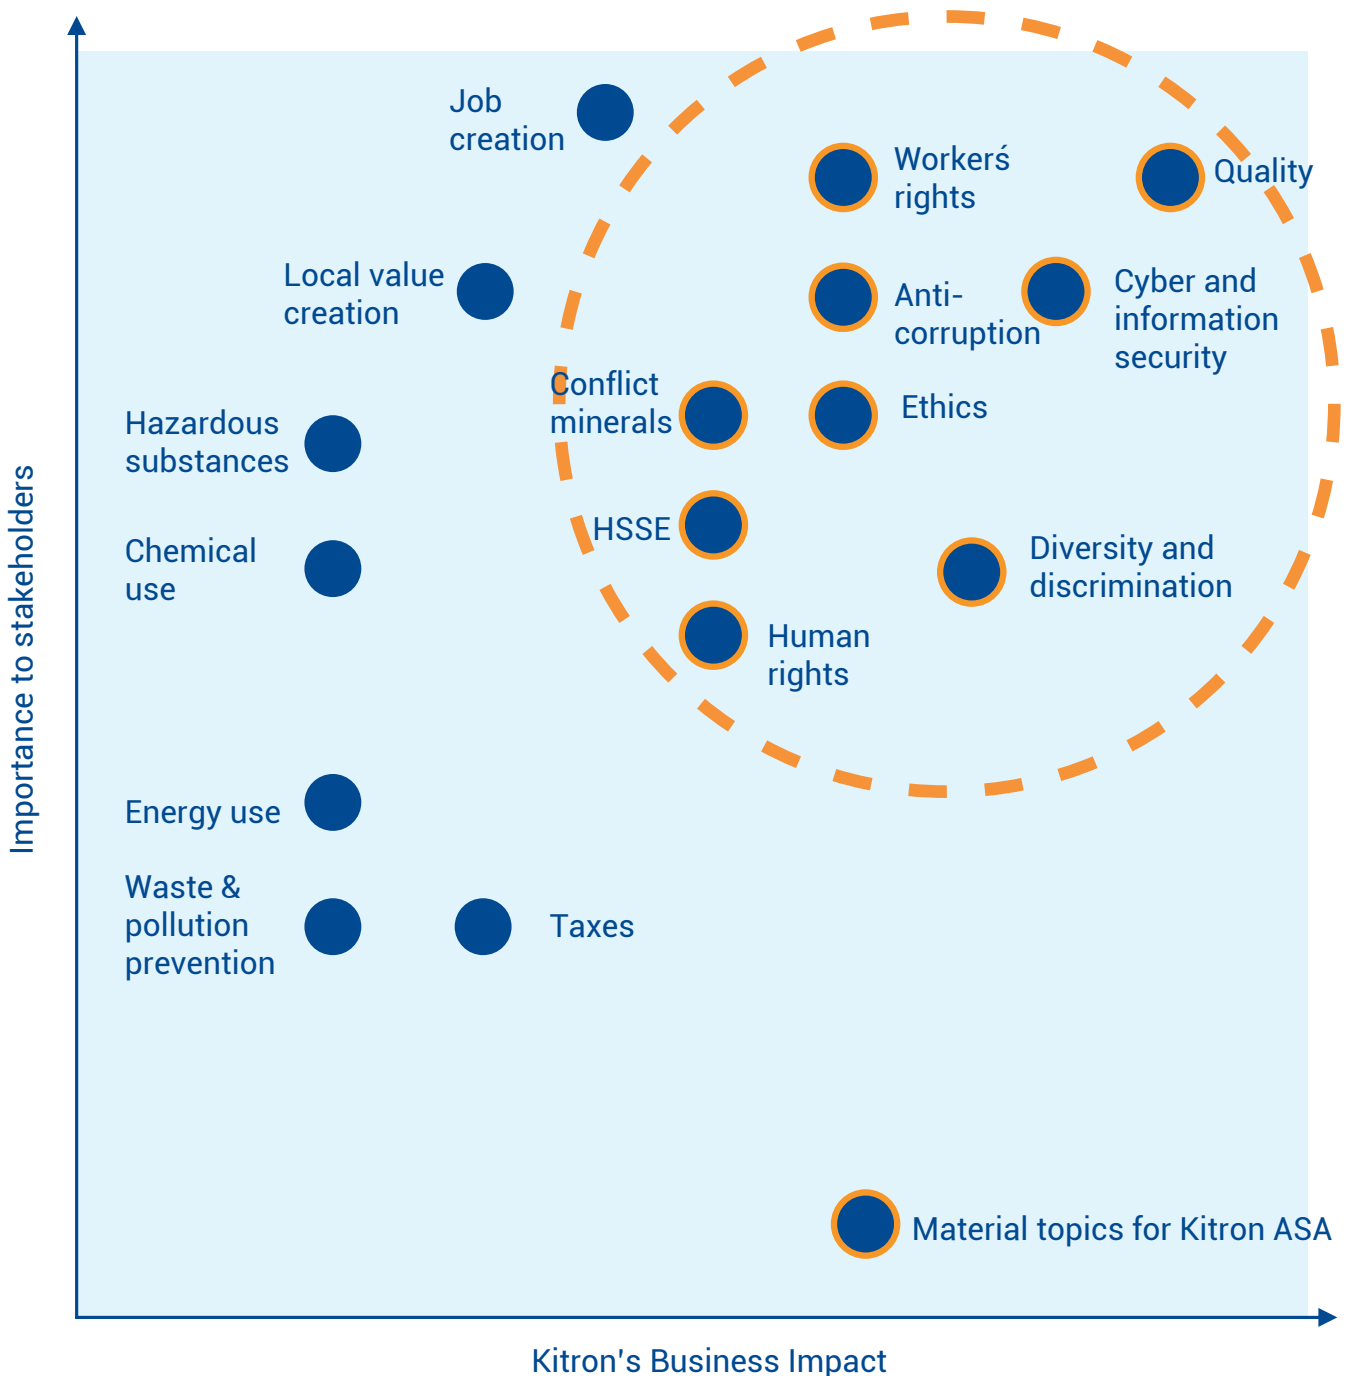 Job
creation
Workerś
rights
Quality
Local value
creation
Anti-
corruption
Cyber and
information
security
Conflict
minerals
Ethics
Hazardous
substances
HSSE
Chemical
use
Diversity and
discrimination
Human
rights
Energy use
Waste &
pollution
prevention
Taxes
Importance to stakeholders
Material topics for Kitron ASA
Kitron's Business Impact